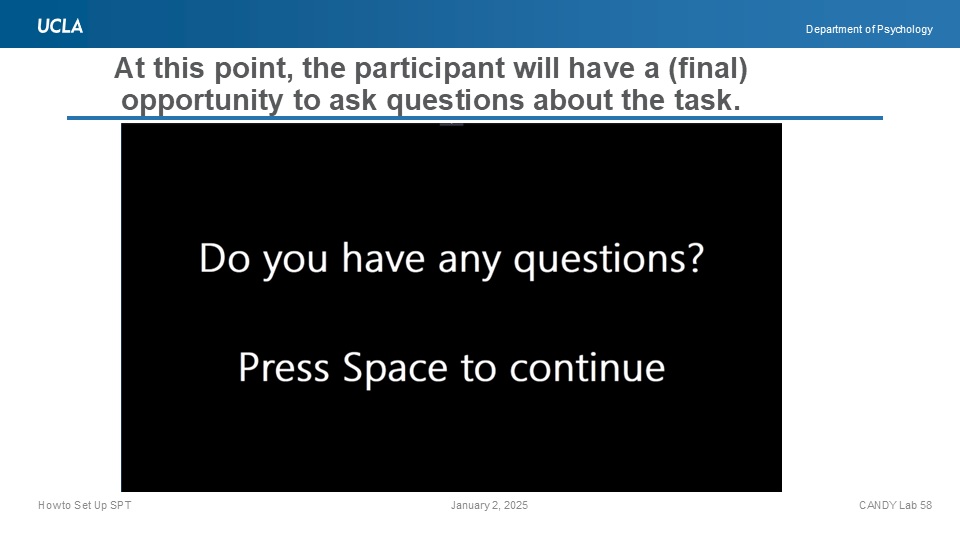 UCLA
Department of Psychology
At this point, the participant will have a (final)
opportunity to ask questions about the task.
Do you have any questions?
Press Space to continue
Howto Set Up SPT
January 2, 2025
CANDY Lab 58